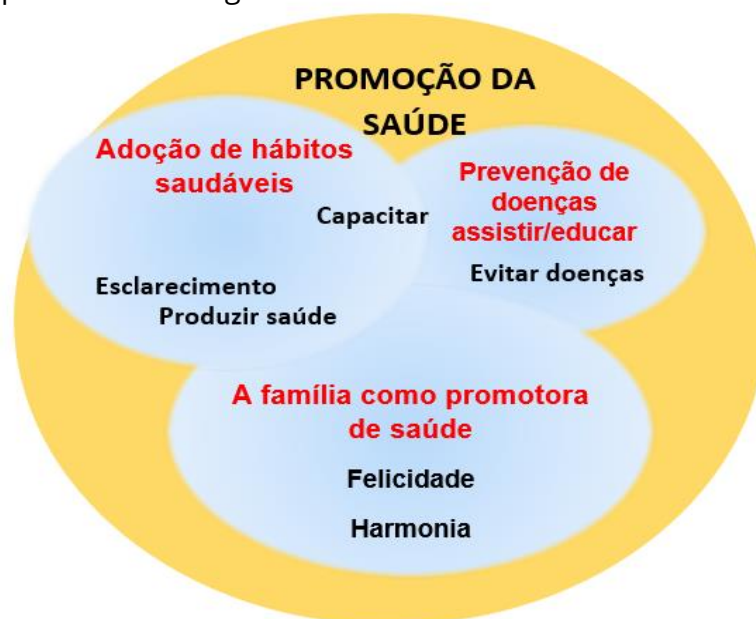 PROMOÇÃO DA
SAÚDE
Adoção de hábitos
saudáveis
Capacitar
Esclarecimento
Produzir saúde
Prevenção de
doenças
assistir/educar
Evitar doenças
A família como promotora
de saúde
Felicidade
Harmonia